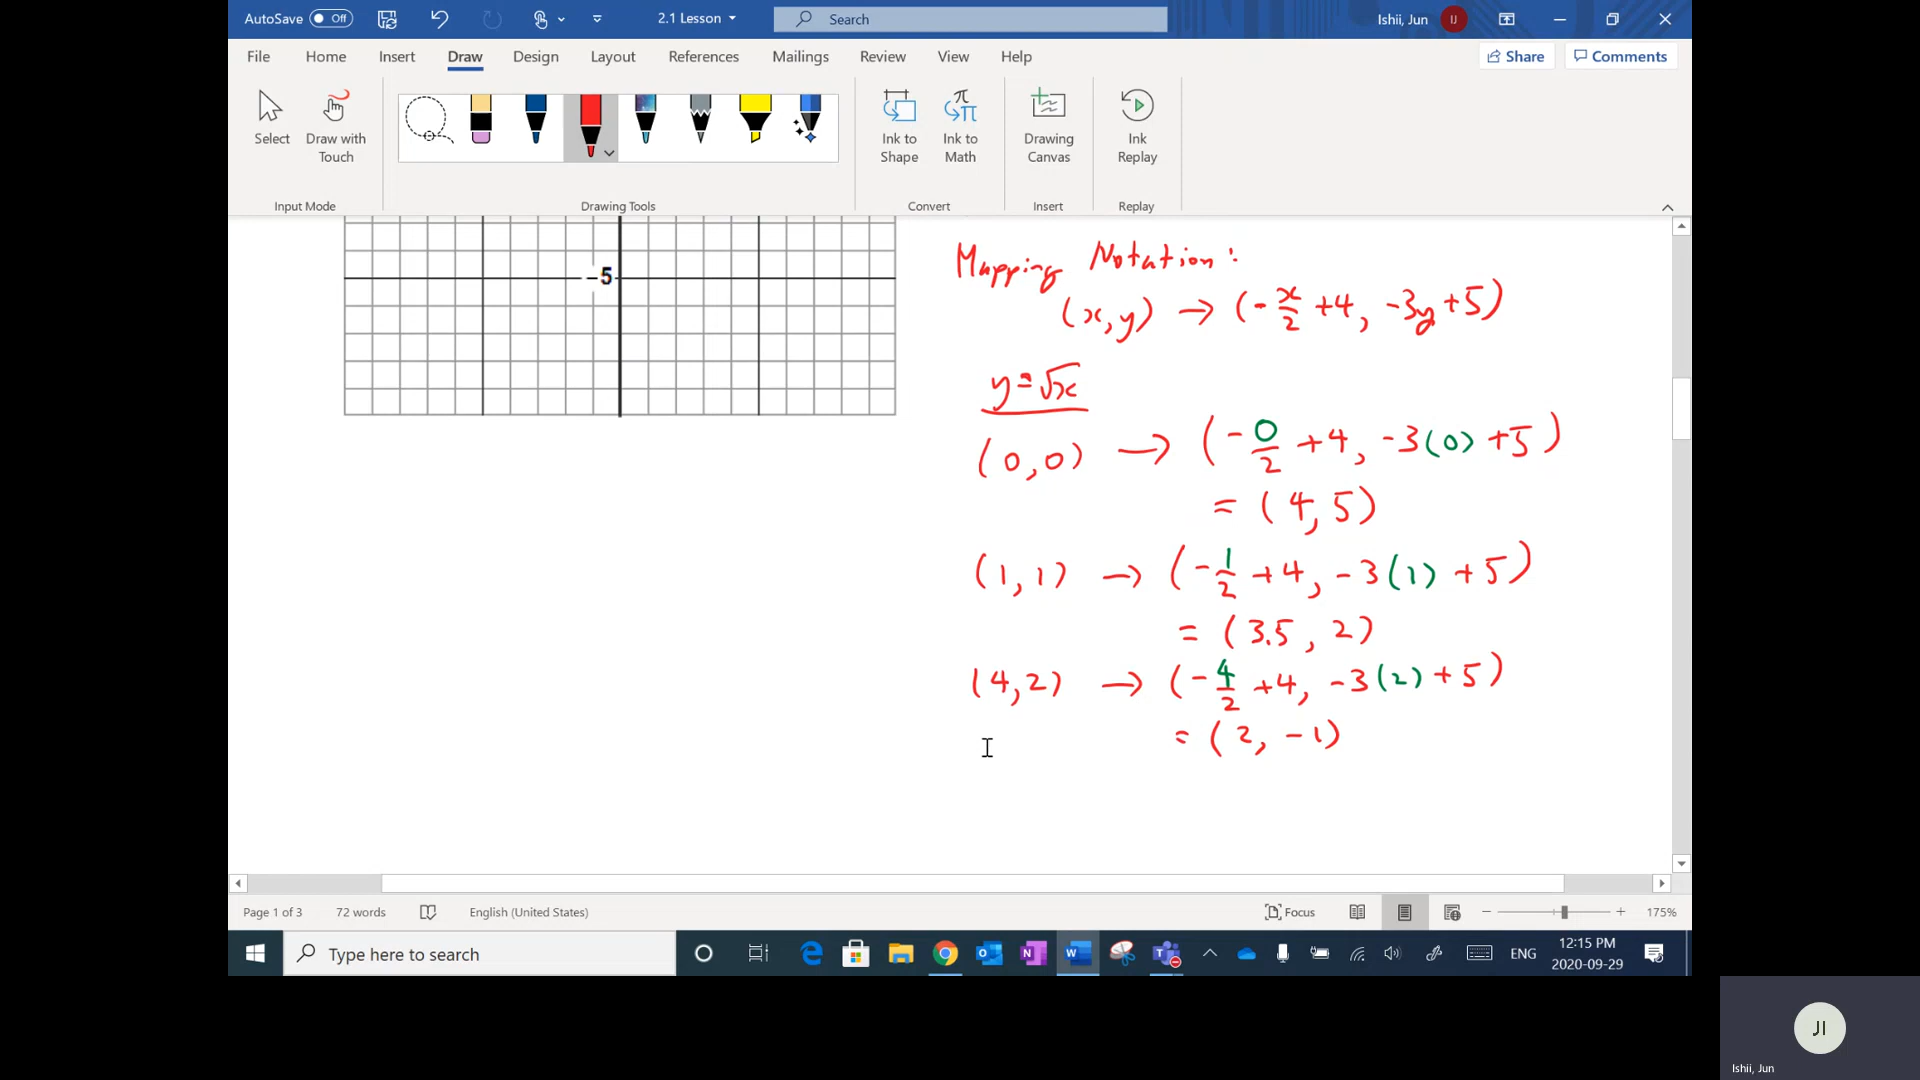 AutoSave Off 2.1 Lesson Search Ishii, Jun IJ
File Home Insert Draw Design Layout References Mailings Review View Help Share Comments
Select Draw with Touch Ink to Shape Ink to Math Drawing Canvas Ink Replay
Input Mode Drawing Tools Convert Insert Replay
-5
Mapping Notation:
(x,y) → (-x/2 +4, -3y+5)
y=√x
(0,0) → (-0/2 +4, -3(0) +5)
= (4,5)
(1,1) → (-1/2 +4, -3(1) +5)
= (3.5, 2)
(4,2) → (-4/2 +4, -3(2) +5)
= (2, -1)
Page 1 of 3 72 words English (United States) Focus 175%
Type here to search ENG 12:15 PM
2020-09-29
JI
Ishii, Jun